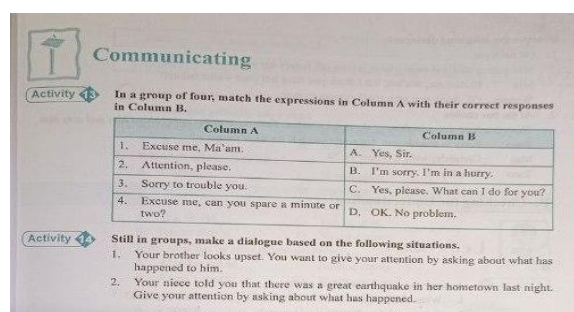 Communicating
Activity 13
In a group of four, match the expressions in Column A with their correct responses
in Column B.
Column A
Column B
1. Excuse me, Ma'am.
A. Yes, Sir.
2. Attention, please.
B. I'm sorry. I'm in a hurry.
3. Sorry to trouble you.
C. Yes, please. What can I do for you?
4. Excuse me, can you spare a minute or
two?
D. OK. No problem.
Activity 14
Still in groups, make a dialogue based on the following situations.
1. Your brother looks upset. You want to give your attention by asking about what has
happened to him.
2. Your niece told you that there was a great earthquake in her hometown last night.
Give your attention by asking about what has happened.